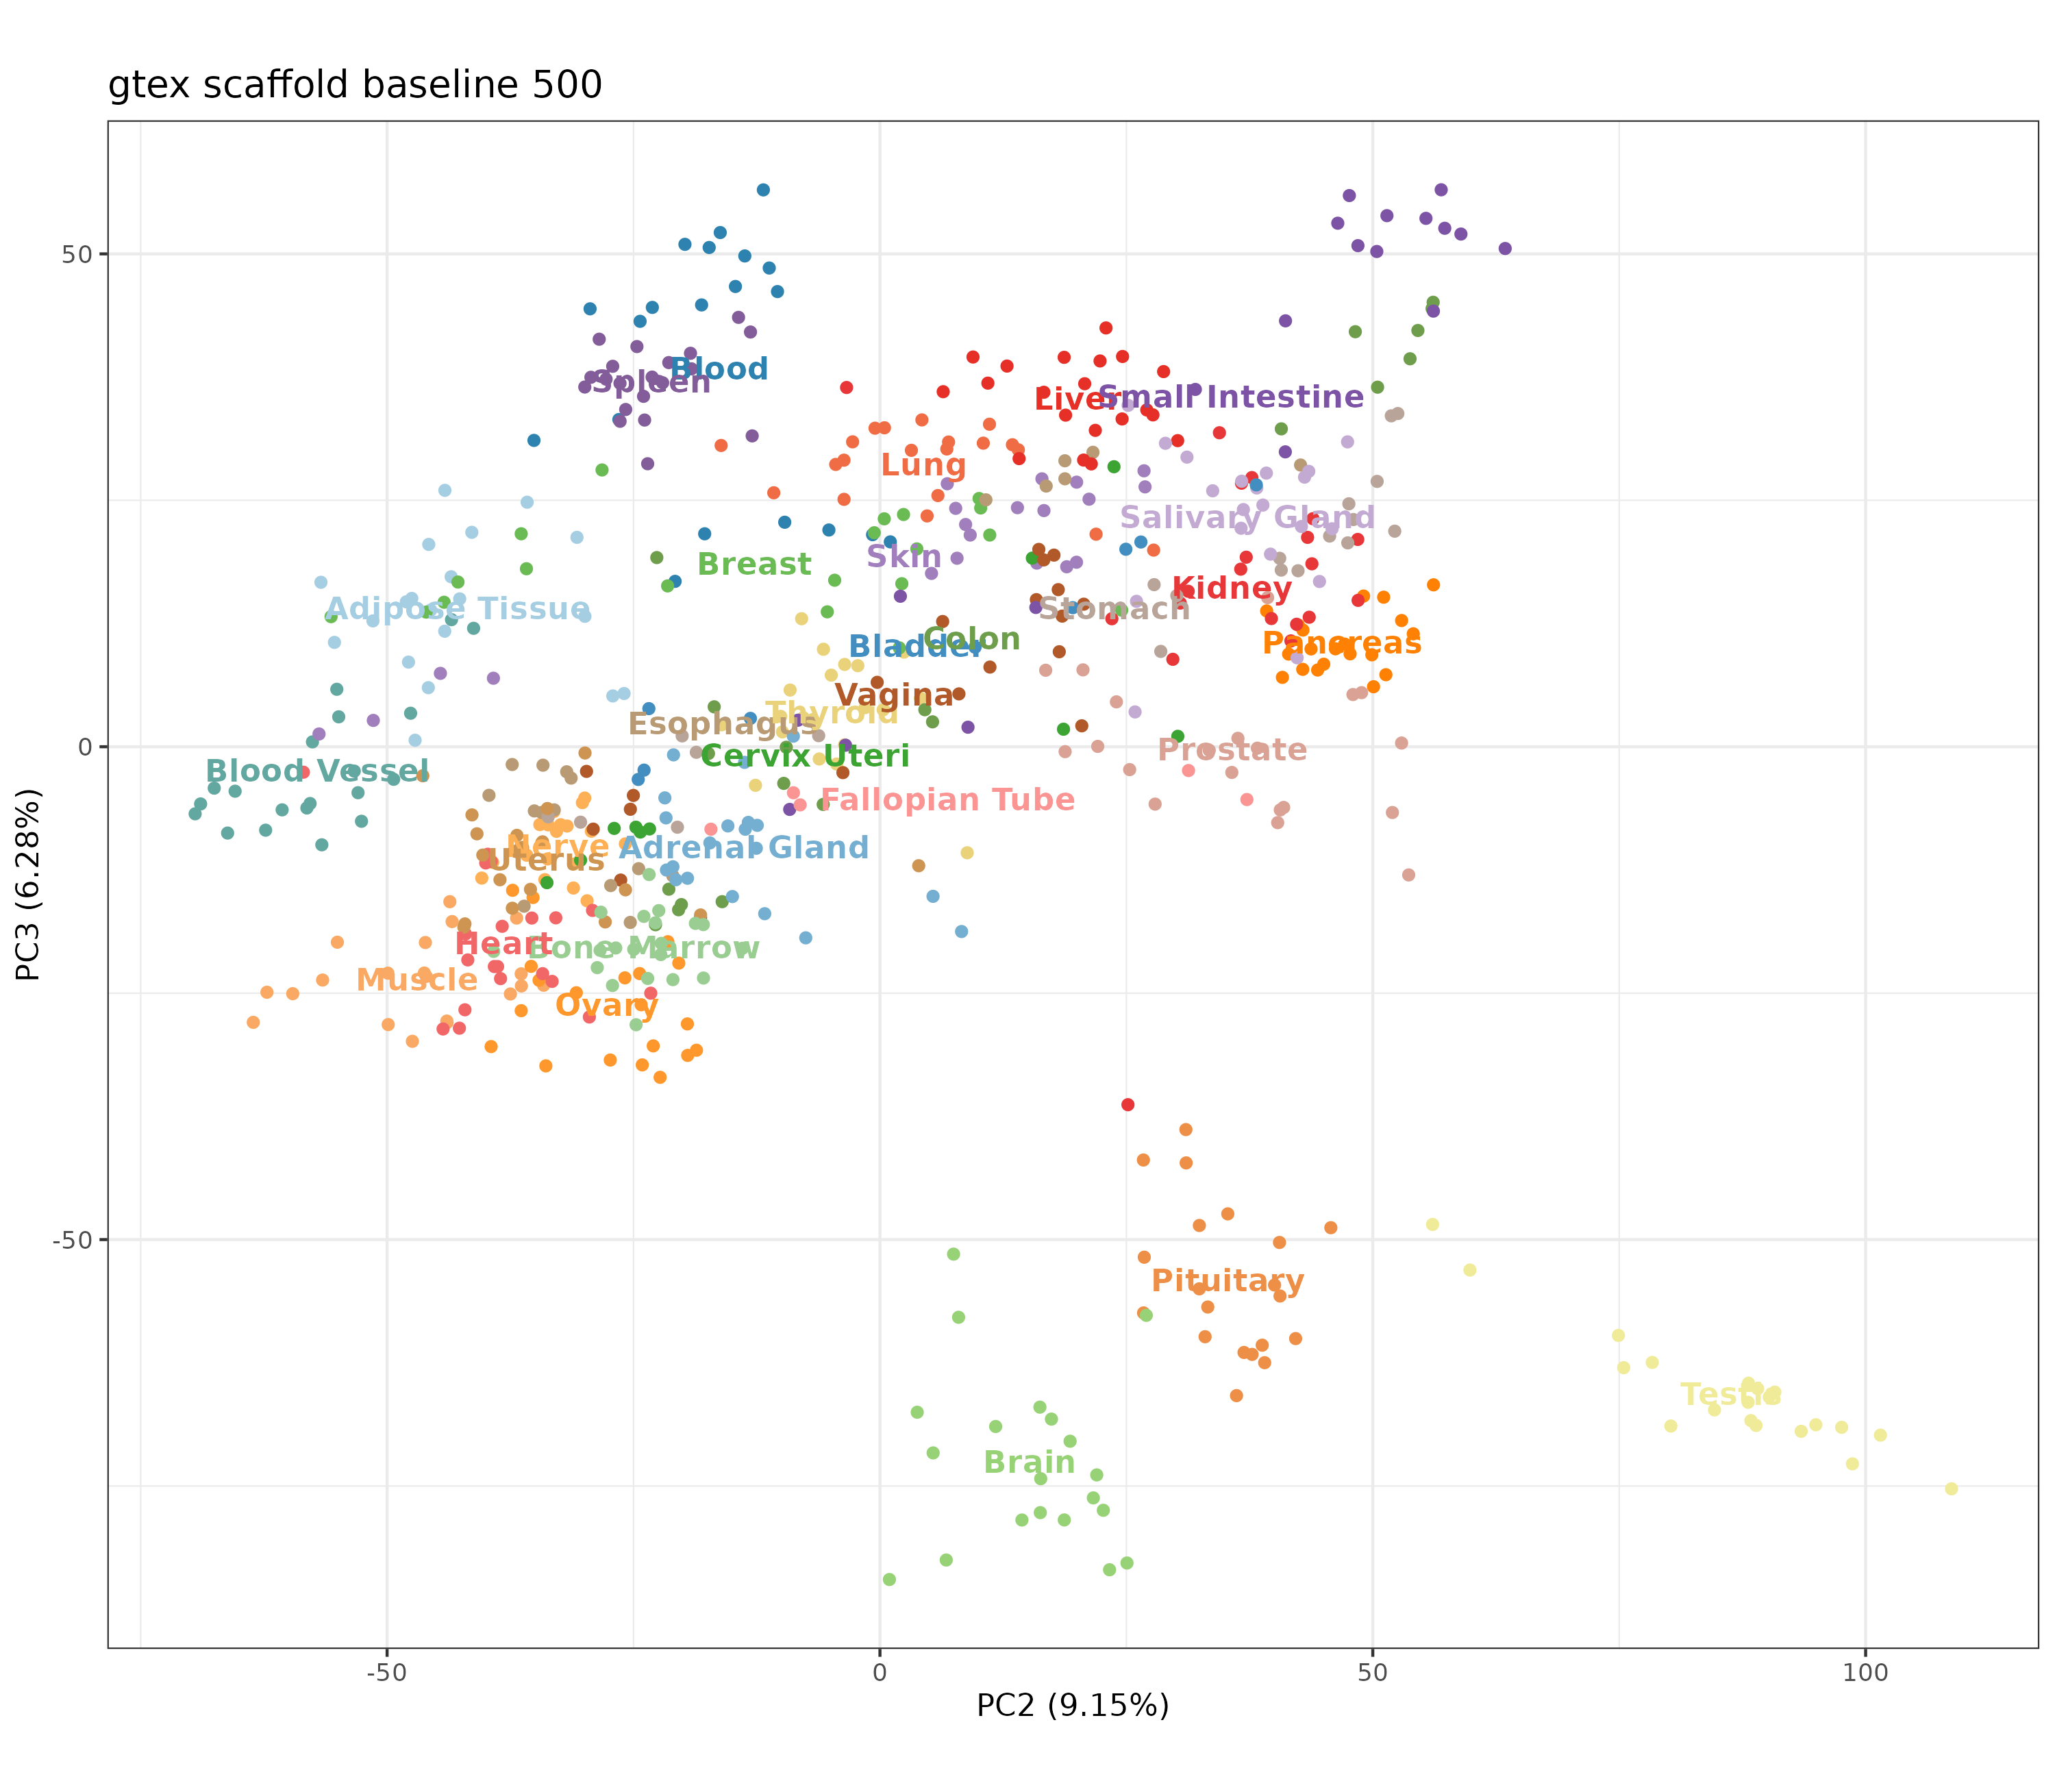 gtex scaffold baseline 500
50
0
-50
PC3 (6.28%)
Blood
Spleen
Liver
Small Intestine
Lung
Salivary Gland
Skin
Breast
Kidney
Adipose Tissue
Stomach
Colon
Bladder
Pancreas
Vagina
Thyroid
Esophagus
Cervix Uteri
Prostate
Blood Vessel
Fallopian Tube
Nerve
Adrenal Gland
Uterus
Heart
Bone Marrow
Muscle
Ovary
Pituitary
Testis
Brain
-50
0
50
100
PC2 (9.15%)